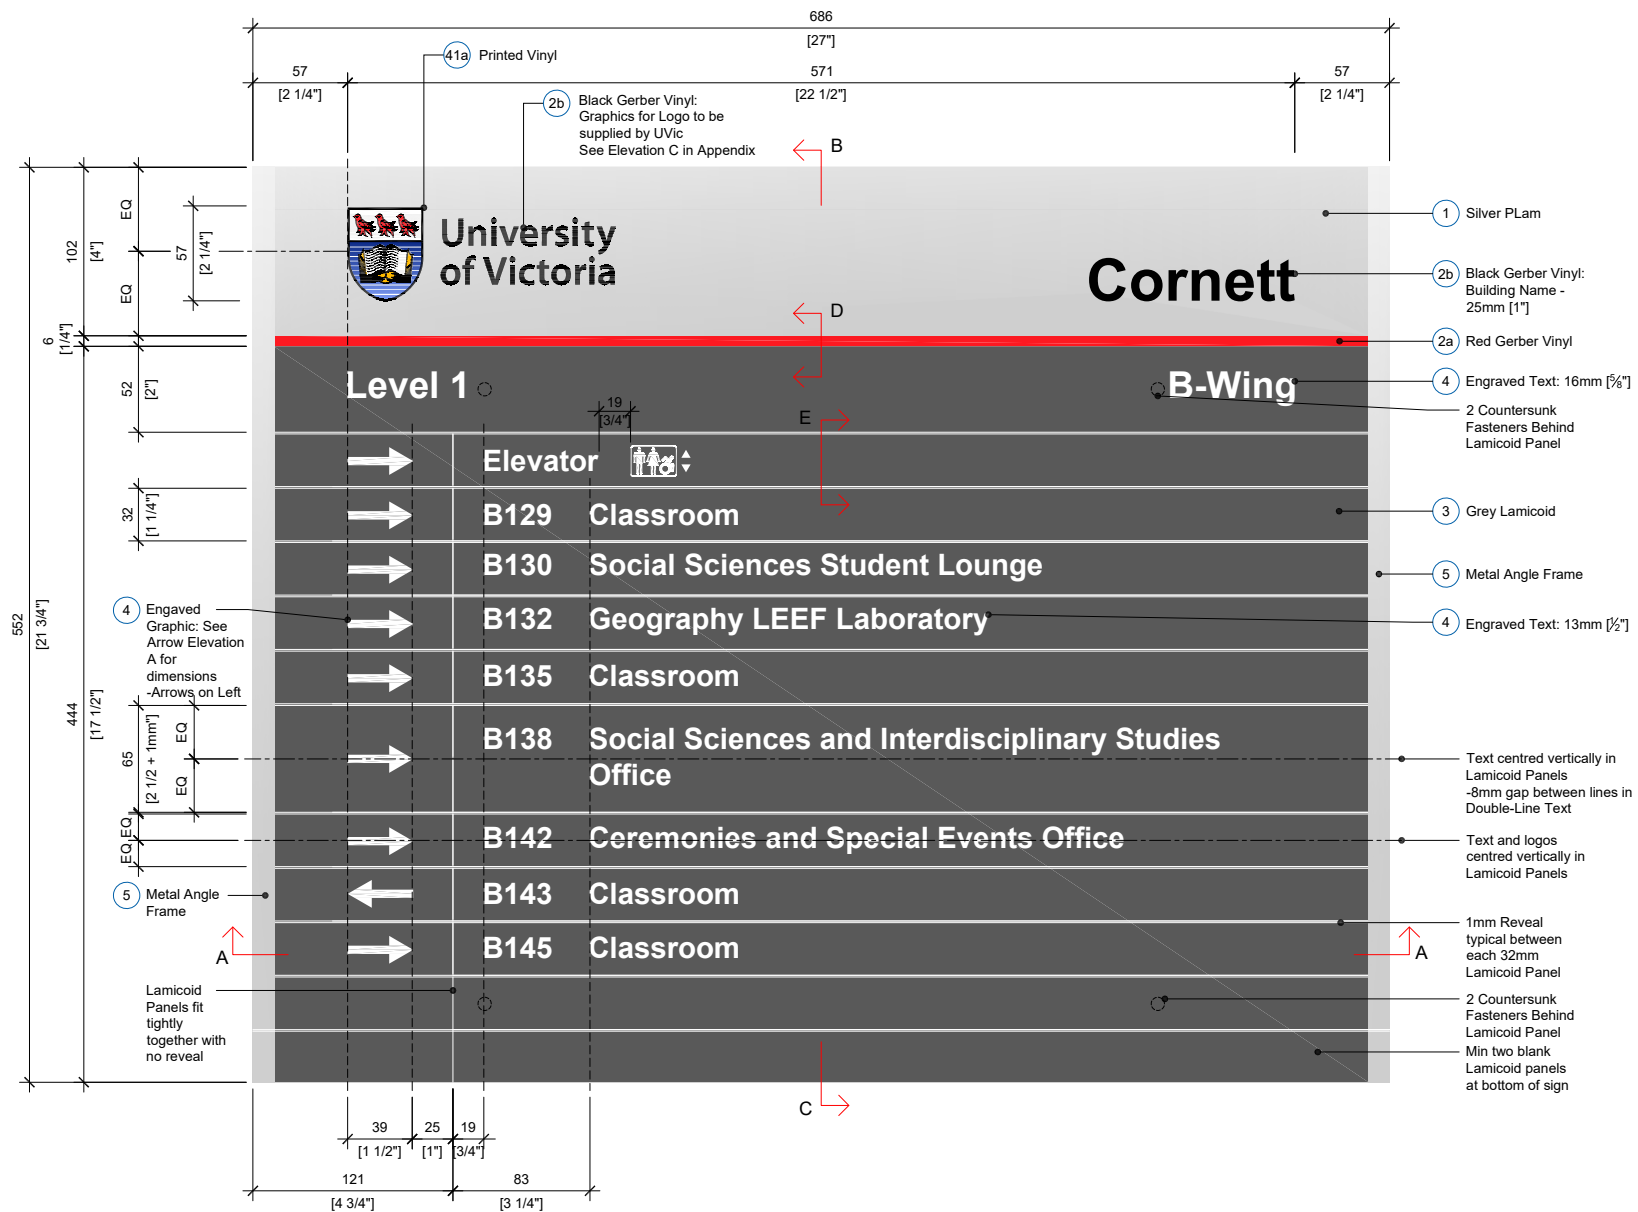 686
[27"]
41a Printed Vinyl
57
[2 1/4"]
571
[22 1/2"]
57
[2 1/4"]
2b Black Gerber Vinyl:
Graphics for Logo to be
supplied by UVic
See Elevation C in Appendix
B
552
[21 3/4"]
102
[4"]
EQ
EQ
57
[2 1/4"]
6
[1/4"]
University
of Victoria
Cornett
1 Silver PLam
2b Black Gerber Vinyl:
Building Name -
25mm [1"]
D
2a Red Gerber Vinyl
52
[2"]
Level 1
B-Wing
4 Engraved Text: 16mm [⅝"]
2 Countersunk
Fasteners Behind
Lamicoid Panel
19
[3/4"]
E
Elevator
32
[1 1/4"]
B129 Classroom
3 Grey Lamicoid
B130 Social Sciences Student Lounge
5 Metal Angle Frame
4 Engaved
Graphic: See
Arrow Elevation
A for
dimensions
-Arrows on Left
B132 Geography LEEF Laboratory
4 Engraved Text: 13mm [½"]
B135 Classroom
444
[17 1/2"]
65
[2 1/2 + 1mm"]
EQ
EQ
B138 Social Sciences and Interdisciplinary Studies
Office
Text centred vertically in
Lamicoid Panels
-8mm gap between lines in
Double-Line Text
EQ
EQ
B142 Ceremonies and Special Events Office
Text and logos
centred vertically in
Lamicoid Panels
5 Metal Angle
Frame
B143 Classroom
A
B145 Classroom
A
1mm Reveal
typical between
each 32mm
Lamicoid Panel
Lamicoid
Panels fit
tightly
together with
no reveal
2 Countersunk
Fasteners Behind
Lamicoid Panel
Min two blank
Lamicoid panels
at bottom of sign
C
39
[1 1/2"]
25
[1"]
19
[3/4"]
121
[4 3/4"]
83
[3 1/4"]